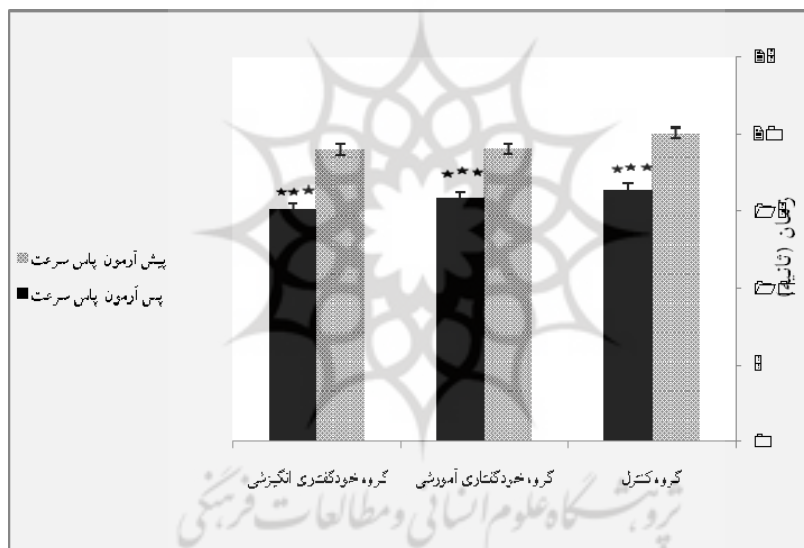 ***
***
***
زمان (ثانیه)
پیش آزمون پاس سرعت
پس آزمون پاس سرعت
گروه کنترل
گروه خودگفتاری آموزشی
گروه خودگفتاری انگیزشی
پژوهشگاه علوم انسانی و مطالعات فرهنگی